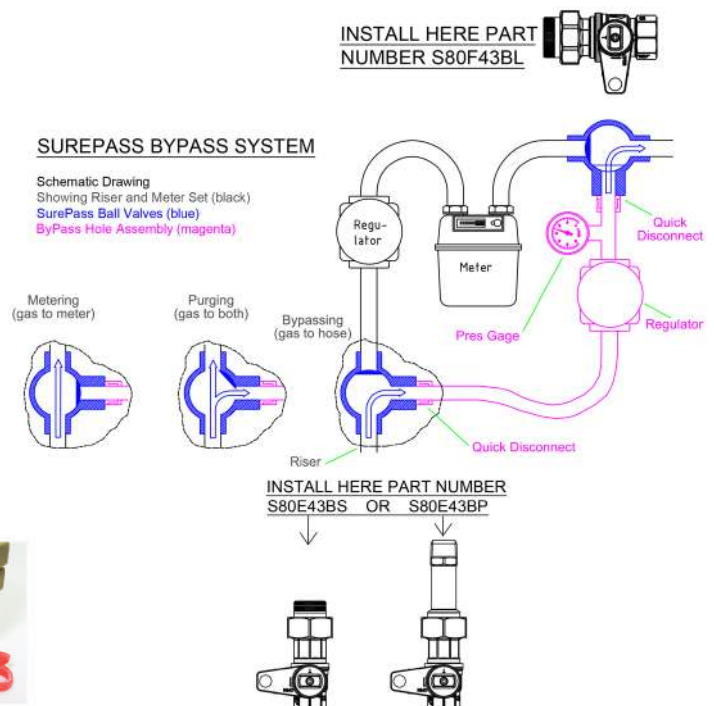 INSTALL HERE PART
NUMBER S80F43BL
SUREPASS BYPASS SYSTEM
Schematic Drawing
Showing Riser and Meter Set (black)
SurePass Ball Valves (blue)
ByPass Hole Assembly (magenta)
Regu-
lator
Meter
Quick
Disconnect
Pres Gage
Regulator
Metering
(gas to meter)
Purging
(gas to both)
Bypassing
(gas to hose)
Quick Disconnect
Riser
INSTALL HERE PART NUMBER
S80E43BS OR S80E43BP